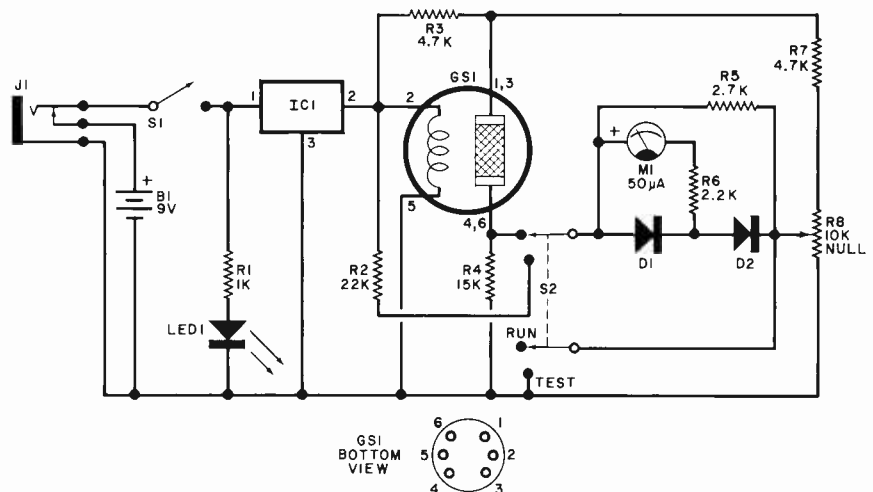 R3
4.7K
J1
V
S1
1
IC1
2
3
GS1
2
1,3
5
4,6
R7
4.7K
R5
2.7K
+
M1
50µA
R6
2.2K
D1
D2
R8
10K
NULL
+
B1
9V
R1
1K
LED1
R2
22K
R4
15K
S2
RUN
TEST
GS1
BOTTOM
VIEW
6
1
5
2
4
3